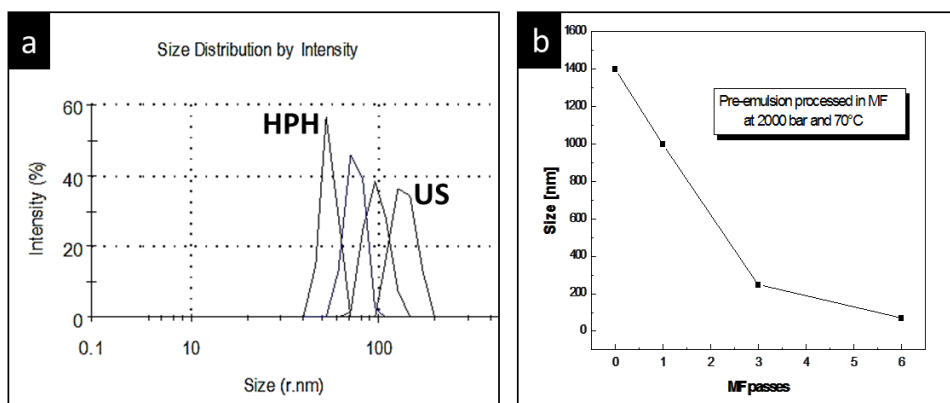 a
Size Distribution by Intensity
HPH
US
Intensity (%)
60
40
20
0
0.1 10 100
Size (r.nm)
b
Pre-emulsion processed in MF
at 2000 bar and 70°C
Size [nm]
1600
1400
1200
1000
800
600
400
200
0
0 1 2 3 4 5 6
MF passes